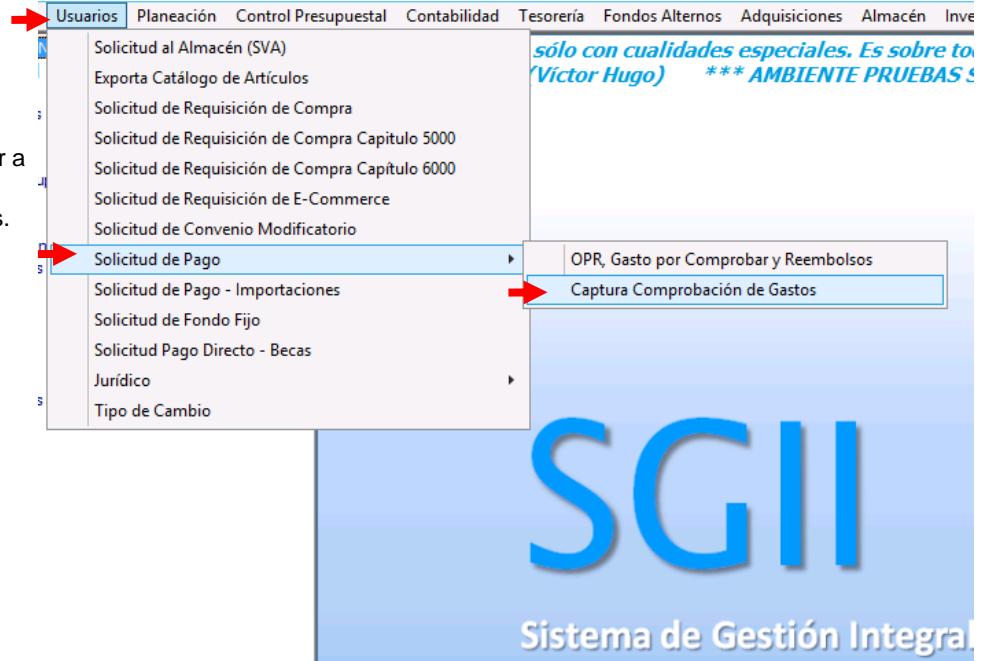 Usuarios Planeación Control Presupuestal Contabilidad Tesorería Fondos Alternos Adquisiciones Almacén Inve
sólo con cualidades especiales. Es sobre to
(Víctor Hugo) *** AMBIENTE PRUEBAS S
Solicitud al Almacén (SVA)
Exporta Catálogo de Artículos
Solicitud de Requisición de Compra
Solicitud de Requisición de Compra Capitulo 5000
Solicitud de Requisición de Compra Capítulo 6000
Solicitud de Requisición de E-Commerce
Solicitud de Convenio Modificatorio
Solicitud de Pago
Solicitud de Pago - Importaciones
Solicitud de Fondo Fijo
Solicitud Pago Directo - Becas
Jurídico
Tipo de Cambio
OPR, Gasto por Comprobar y Reembolsos
Captura Comprobación de Gastos
r a
s.
SGII
Sistema de Gestión Integral